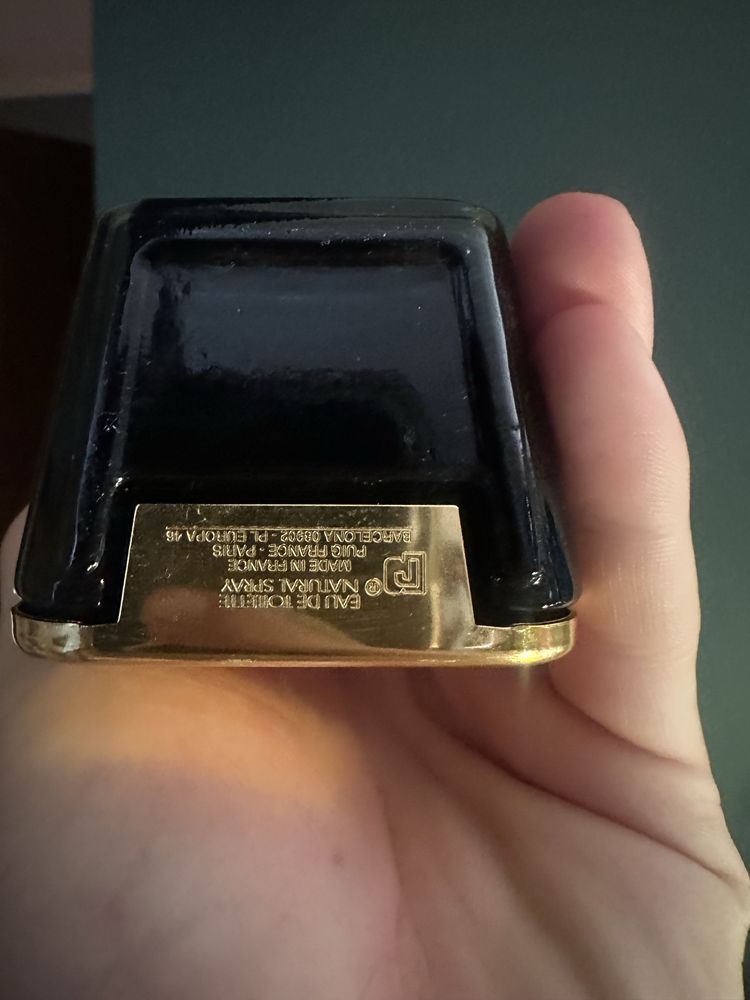 EAU DE TOILETTE
® NATURAL SPRAY
MADE IN FRANCE
PUIG FRANCE - PARIS
BARCELONA 08902 - PL EUROPA 46